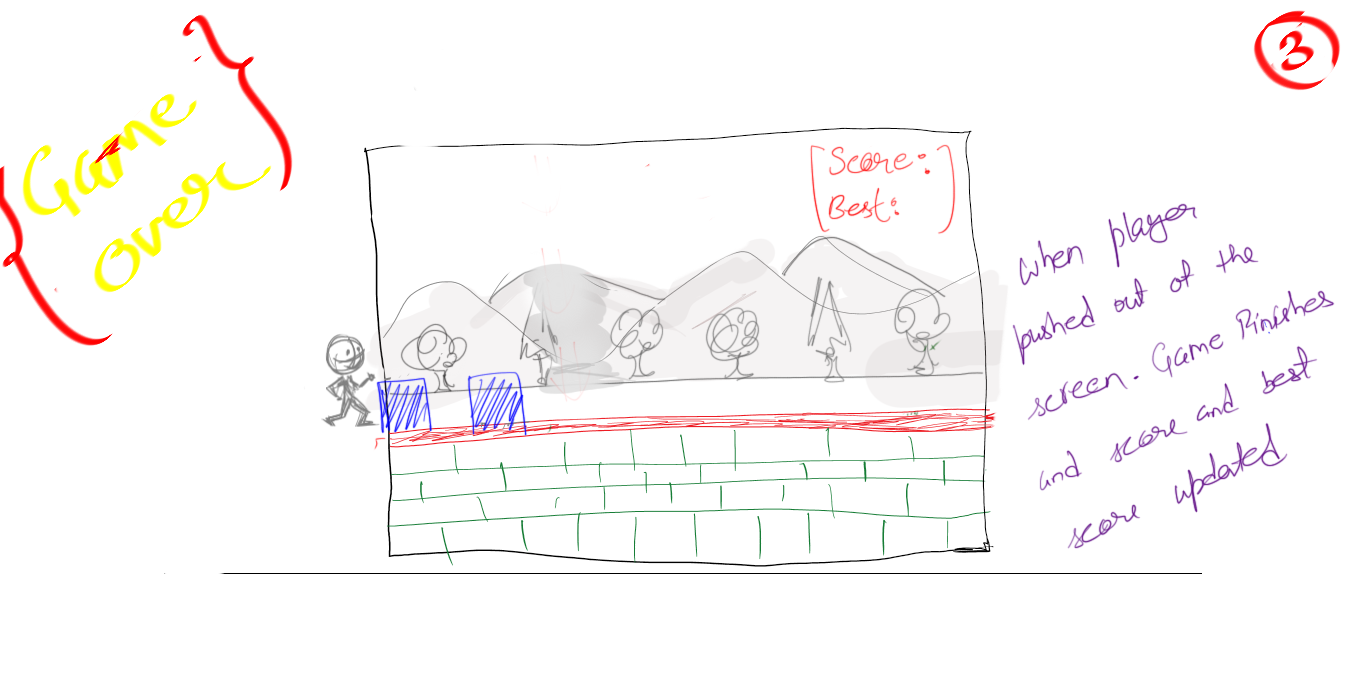 3
Game
over
Score:
Best:
when player
pushed out of the
screen. Game Finishes
and score and best
score updated